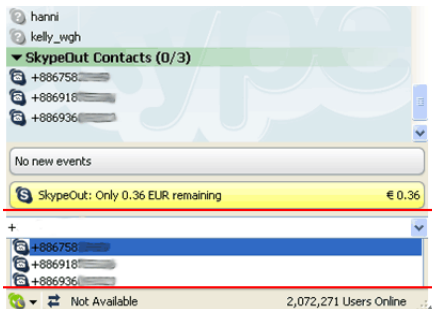 hanni
kelly_wgh
SkypeOut Contacts (0/3)
+886758
+886918
+886936
No new events
SkypeOut: Only 0.36 EUR remaining € 0.36
+
+886758
+886918
+886936
Not Available 2,072,271 Users Online